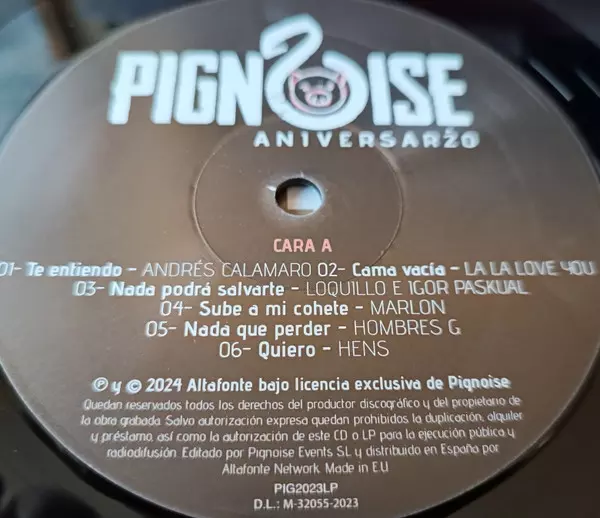 PIGNOISE
AN1VERSAR2O
CARA A
01- Te entiendo - ANDRÉS CALAMARO 02- Cama vacía - LA LA LOVE YOU
03- Nada podrá salvarte - LOQUILLO E IGOR PASKUAL
04- Sube a mi cohete - MARLON
05- Nada que perder - HOMBRES G
06- Quiero - HENS
℗ y © 2024 Altafonte bajo licencia exclusiva de Pignoise
Quedan reservados todos los derechos del productor discográfico y del propietario de
la obra grabada. Salvo autorización expresa quedan prohibidos la duplicación, alquiler
y préstamo, así como la autorización de este CD o LP para la ejecución pública y
radiodifusión. Editado por Pignoise Events SL y distribuido en España por
Altafonte Network. Made in E.U.
PIG2023LP
D.L.: M-32055-2023